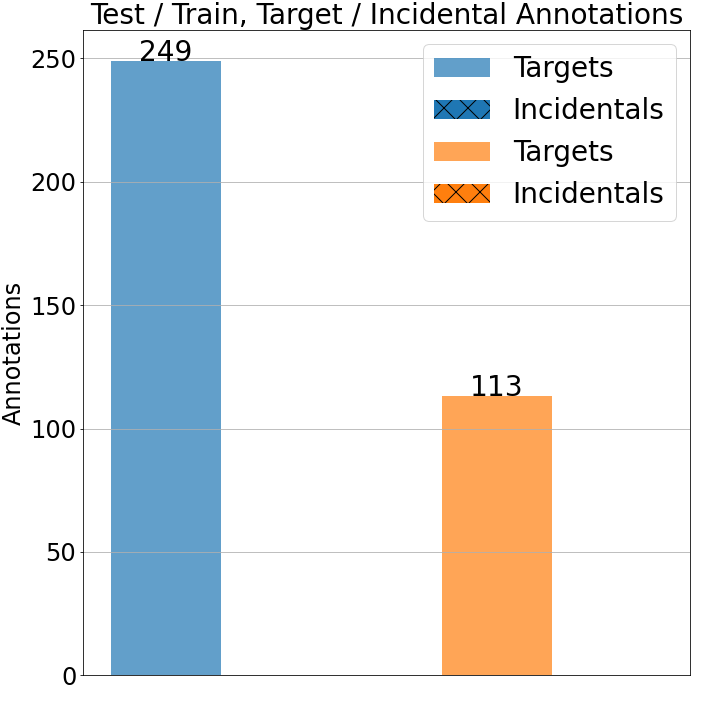 Test / Train, Target / Incidental Annotations
249
113
Targets
Incidentals
Targets
Incidentals
Annotations
250
200
150
100
50
0